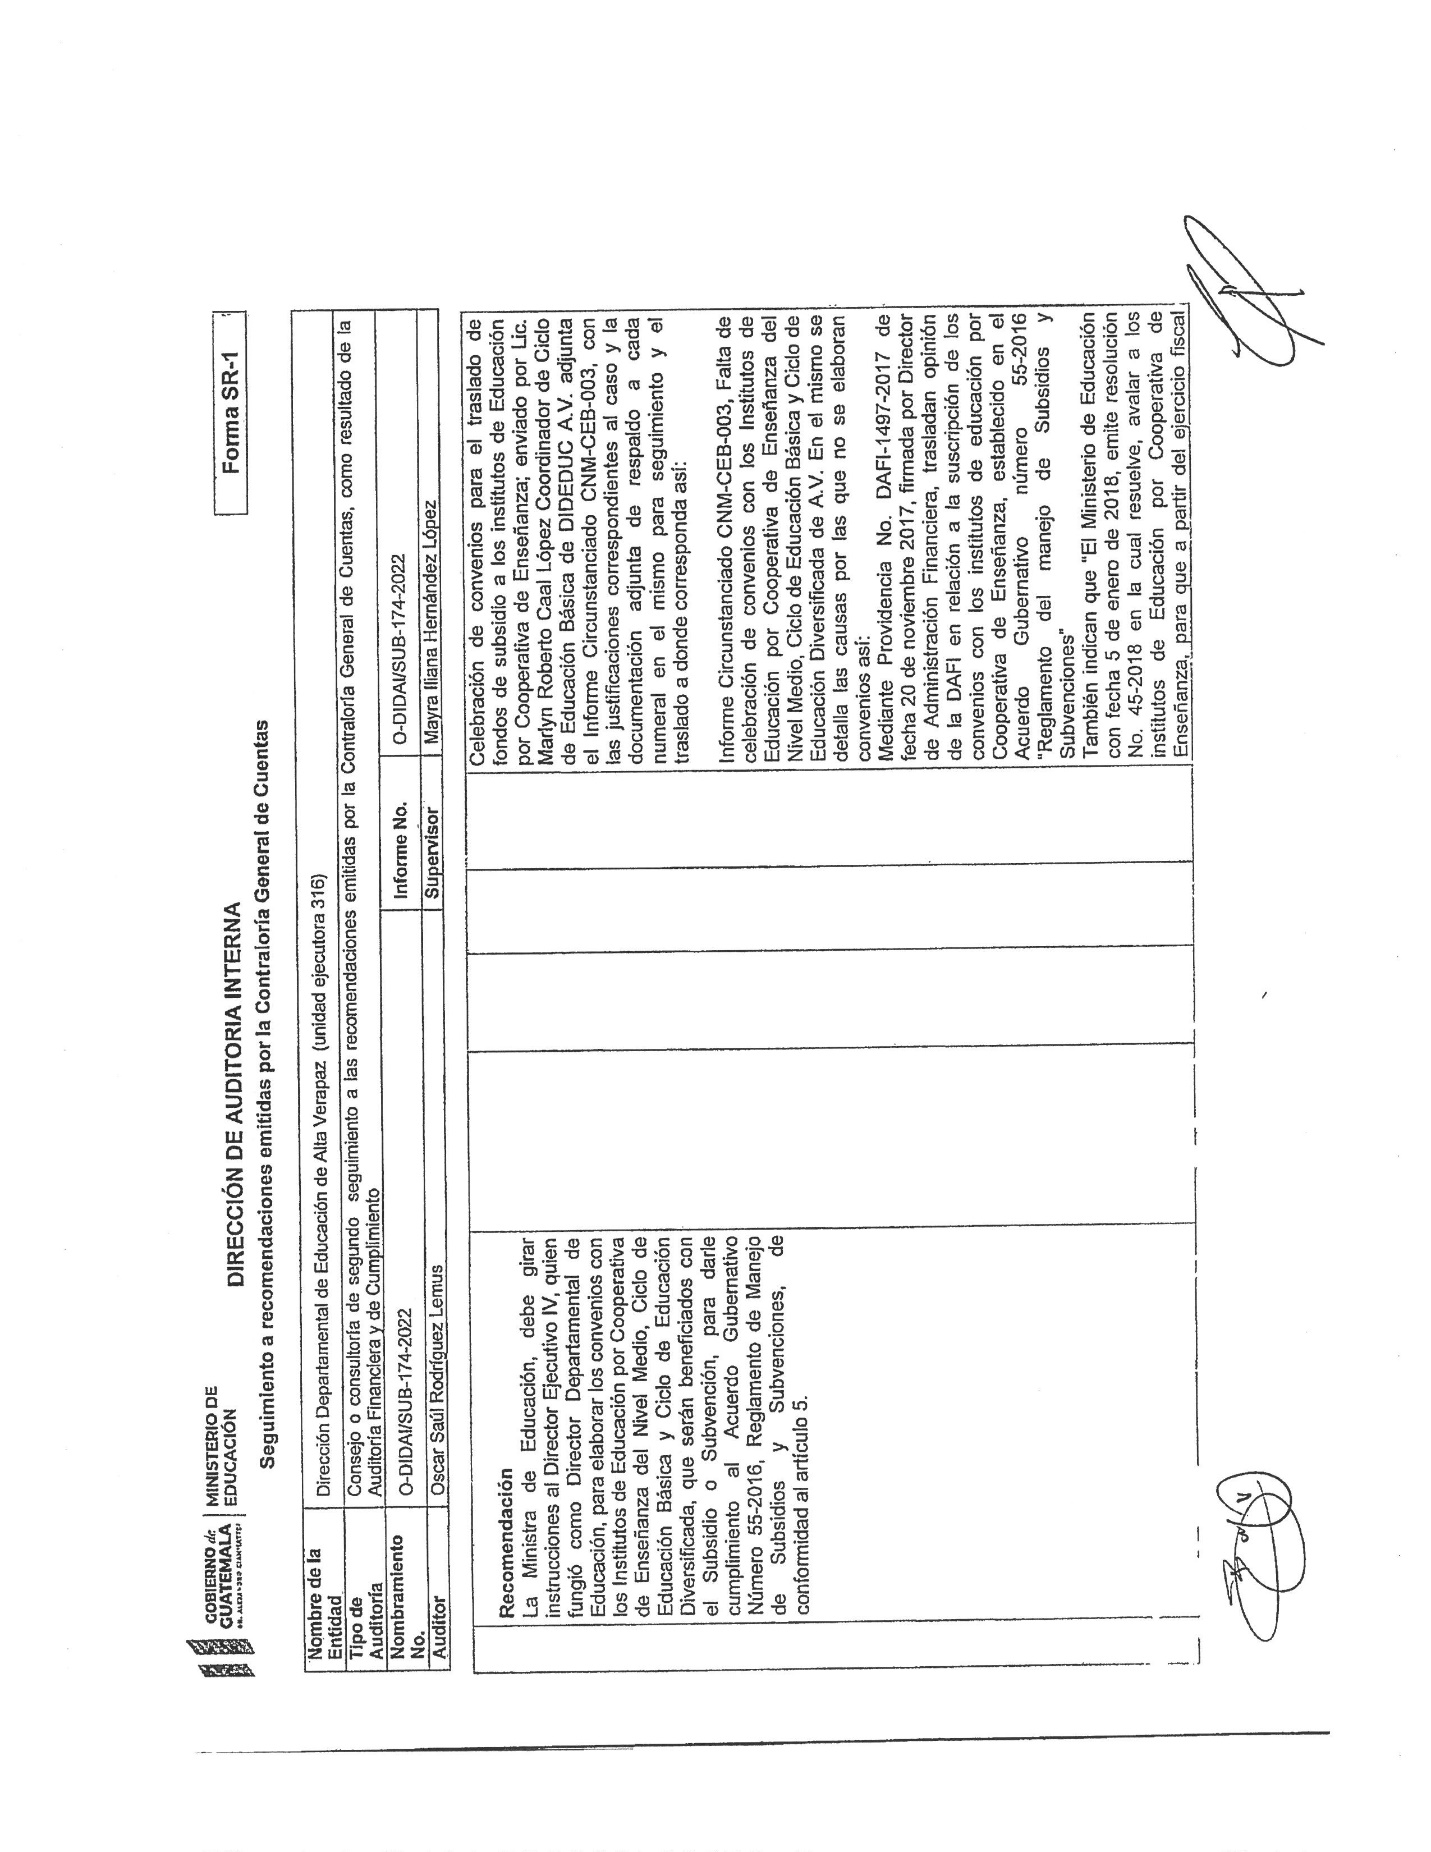 GOBIERNO de
GUATEMALA
DR. ALEJANDRO GIAMMATTEI
MINISTERIO DE
EDUCACIÓN
DIRECCIÓN DE AUDITORIA INTERNA
Forma SR-1
Seguimiento a recomendaciones emitidas por la Contraloría General de Cuentas
Nombre de la
Entidad
Dirección Departamental de Educación de Alta Verapaz (unidad ejecutora 316)
Tipo de
Auditoría
Consejo o consultoría de segundo seguimiento a las recomendaciones emitidas por la Contraloría General de Cuentas, como resultado de la
Auditoría Financiera y de Cumplimiento
Nombramiento
No.
O-DIDAI/SUB-174-2022
Informe No.
O-DIDAI/SUB-174-2022
Auditor
Oscar Saúl Rodríguez Lemus
Supervisor
Mayra Iliana Hernández López
Recomendación
La Ministra de Educación, debe girar
instrucciones al Director Ejecutivo IV, quien
fungió como Director Departamental de
Educación, para elaborar los convenios con
los Institutos de Educación por Cooperativa
de Enseñanza del Nivel Medio, Ciclo de
Educación Básica y Ciclo de Educación
Diversificada, que serán beneficiados con
el Subsidio o Subvención, para darle
cumplimiento al Acuerdo Gubernativo
Número 55-2016, Reglamento de Manejo
de Subsidios y Subvenciones, de
conformidad al artículo 5.
Celebración de convenios para el traslado de
fondos de subsidio a los institutos de Educación
por Cooperativa de Enseñanza; enviado por Lic.
Marlyn Roberto Caal López Coordinador de Ciclo
de Educación Básica de DIDEDUC A.V. adjunta
el Informe Circunstanciado CNM-CEB-003, con
las justificaciones correspondientes al caso y la
documentación adjunta de respaldo a cada
numeral en el mismo para seguimiento y el
traslado a donde corresponda así:
Informe Circunstanciado CNM-CEB-003, Falta de
celebración de convenios con los Institutos de
Educación por Cooperativa de Enseñanza del
Nivel Medio, Ciclo de Educación Básica y Ciclo de
Educación Diversificada de A.V. En el mismo se
detalla las causas por las que no se elaboran
convenios así:
Mediante Providencia No. DAFI-1497-2017 de
fecha 20 de noviembre 2017, firmada por Director
de Administración Financiera, trasladan opinión
de la DAFI en relación a la suscripción de los
convenios con los institutos de educación por
Cooperativa de Enseñanza, establecido en el
Acuerdo Gubernativo número 55-2016
"Reglamento del manejo de Subsidios y
Subvenciones"
También indican que "El Ministerio de Educación
con fecha 5 de enero de 2018, emite resolución
No. 45-2018 en la cual resuelve, avalar a los
institutos de Educación por Cooperativa de
Enseñanza, para que a partir del ejercicio fiscal